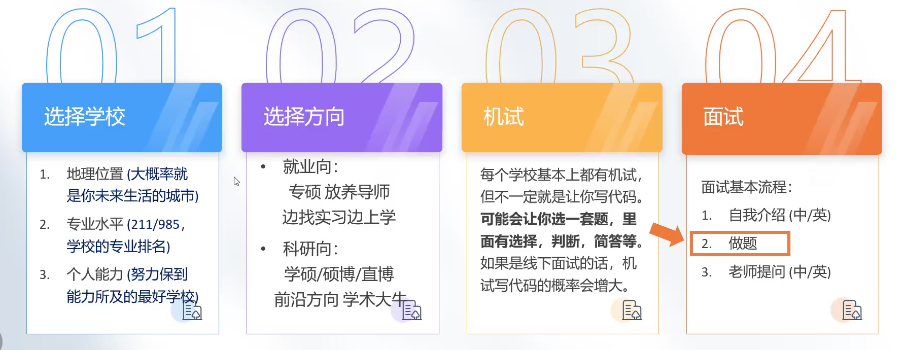 01
选择学校
1. 地理位置 (大概率就
是你未来生活的城市)
2. 专业水平 (211/985，
学校的专业排名)
3. 个人能力 (努力保到
能力所及的最好学校)
02
选择方向
• 就业向：
专硕 放养导师
边找实习边上学
• 科研向：
学硕/硕博/直博
前沿方向 学术大牛
03
机试
每个学校基本上都有机试，
但不一定就是让你写代码。
可能会让你选一套题，里
面有选择，判断，简答等。
如果是线下面试的话，机
试写代码的概率会增大。
04
面试
面试基本流程：
1. 自我介绍 (中/英)
2. 做题
3. 老师提问 (中/英)